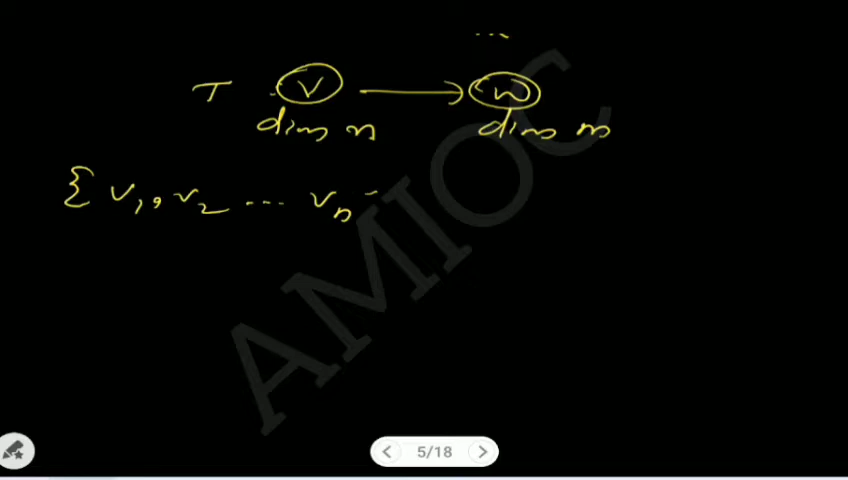 T V → W
dim n dim m
{ v1, v2 ... vn
AMIOC
5/18